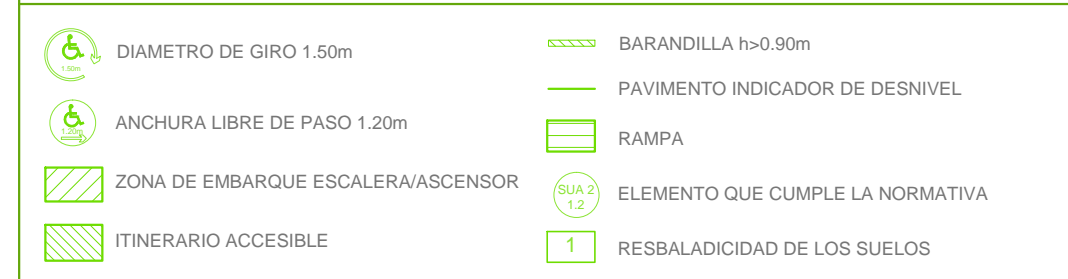 1.50m
DIAMETRO DE GIRO 1.50m
1.20m
ANCHURA LIBRE DE PASO 1.20m
ZONA DE EMBARQUE ESCALERA/ASCENSOR
ITINERARIO ACCESIBLE
BARANDILLA h>0.90m
PAVIMENTO INDICADOR DE DESNIVEL
RAMPA
SUA 2
1.2
ELEMENTO QUE CUMPLE LA NORMATIVA
1
RESBALADICIDAD DE LOS SUELOS